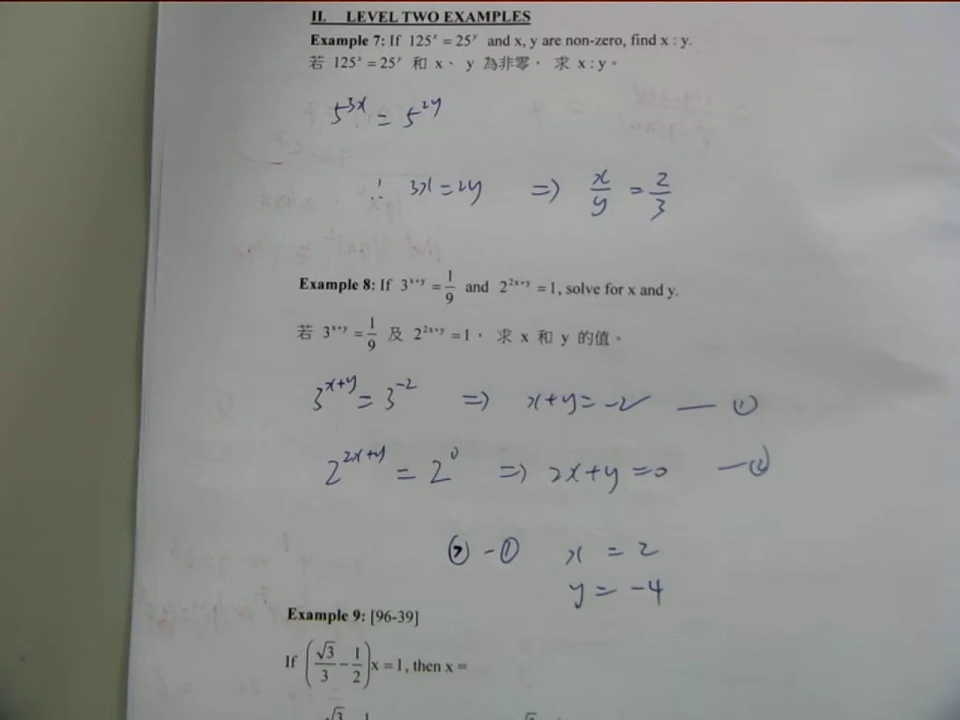 II. LEVEL TWO EXAMPLES
Example 7: If 125ˣ = 25ʸ and x, y are non-zero, find x : y.
若 125ˣ = 25ʸ 和 x、 y 為非零, 求 x : y。
5^{3x} = 5^{2y}
∴ 3x = 2y ⇒ x/y = 2/3
Example 8: If 3^{x+y} = 1/9 and 2^{2x+y} = 1, solve for x and y.
若 3^{x+y} = 1/9 及 2^{2x+y} = 1, 求 x 和 y 的值。
3^{x+y} = 3^{-2} ⇒ x+y = -2 — ①
2^{2x+y} = 2^{0} ⇒ 2x+y = 0 — ②
② - ① x = 2
y = -4
Example 9: [96-39]
If (√3/3 - 1/2)x = 1, then x =